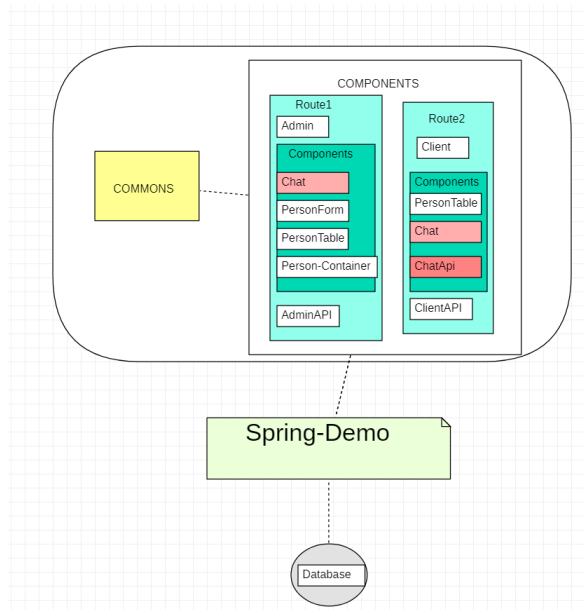 COMPONENTS
Route1
Admin
Components
Chat
PersonForm
PersonTable
Person-Container
AdminAPI
Route2
Client
Components
PersonTable
Chat
ChatApi
ClientAPI
COMMONS
Spring-Demo
Database